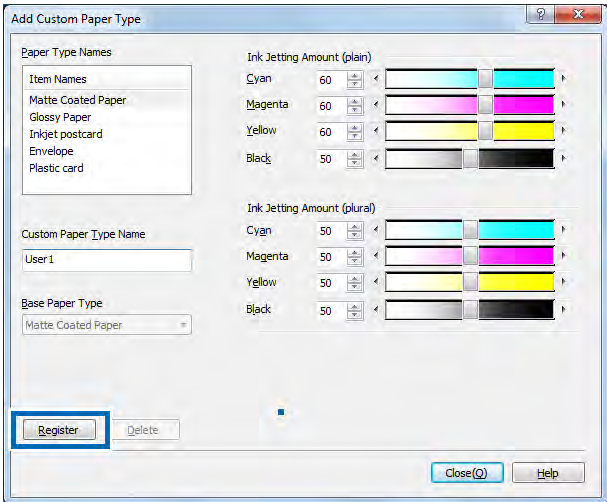 Add Custom Paper Type
Paper Type Names
Item Names
Matte Coated Paper
Glossy Paper
Inkjet postcard
Envelope
Plastic card
Custom Paper Type Name
User1
Base Paper Type
Matte Coated Paper
Register
Delete
Ink Jetting Amount (plain)
Cyan 60
Magenta 60
Yellow 60
Black 50
Ink Jetting Amount (plural)
Cyan 50
Magenta 50
Yellow 50
Black 50
Close(Q) Help